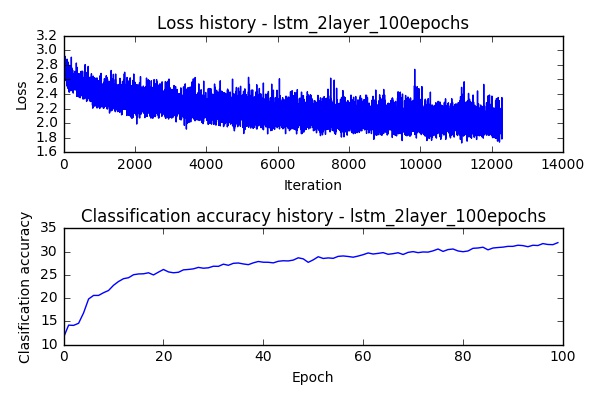 Loss history - lstm_2layer_100epochs
3.2
3.0
2.8
2.6
2.4
2.2
2.0
1.8
1.6
Loss
0 2000 4000 6000 8000 10000 12000 14000
Iteration
Classification accuracy history - lstm_2layer_100epochs
35
30
25
20
15
10
Clasification accuracy
0 20 40 60 80 100
Epoch